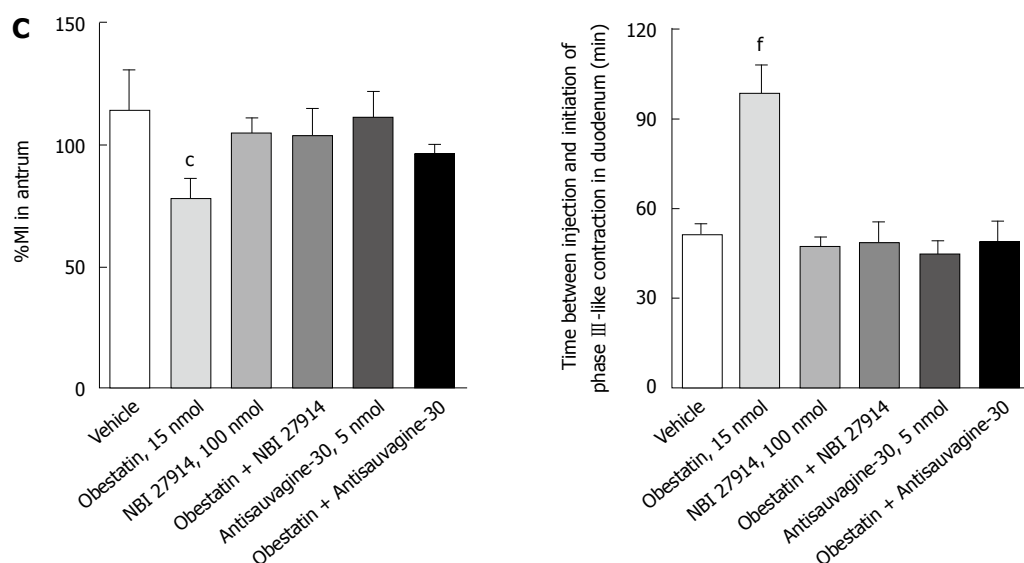 C
150
100
50
0
%MI in antrum
c
Vehicle
Obestatin, 15 nmol
NBI 27914, 100 nmol
Obestatin + NBI 27914
Antisauvagine-30, 5 nmol
Obestatin + Antisauvagine-30
Time between injection and initiation of
phase Ⅲ-like contraction in duodenum (min)
120
90
60
30
0
f
Vehicle
Obestatin, 15 nmol
NBI 27914, 100 nmol
Obestatin + NBI 27914
Antisauvagine-30, 5 nmol
Obestatin + Antisauvagine-30